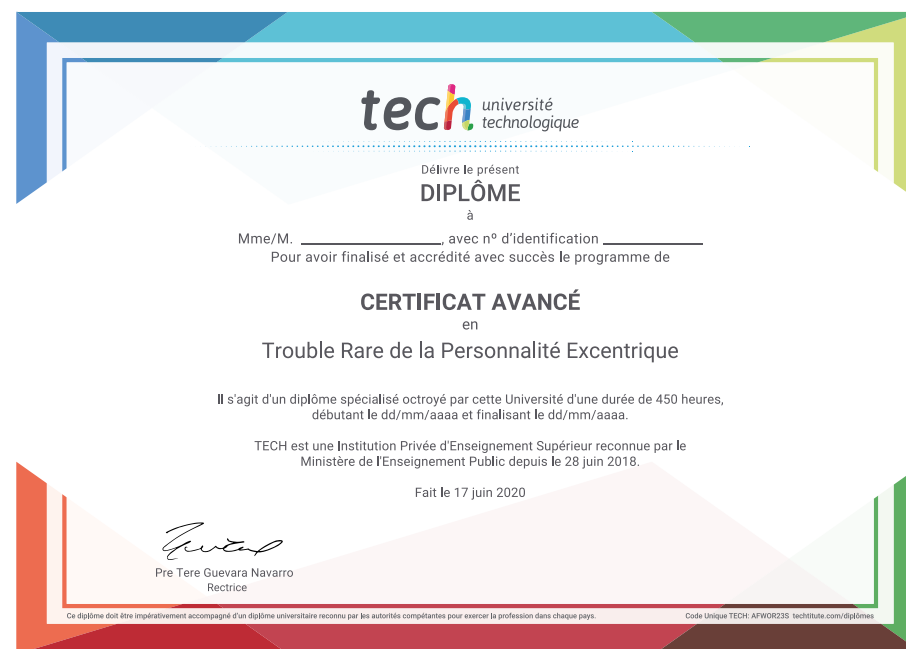 tech université
technologique
Délivre le présent
DIPLÔME
à
Mme/M. ____________________, avec nº d'identification ______________
Pour avoir finalisé et accrédité avec succès le programme de
CERTIFICAT AVANCÉ
en
Trouble Rare de la Personnalité Excentrique
Il s'agit d'un diplôme spécialisé octroyé par cette Université d'une durée de 450 heures,
débutant le dd/mm/aaaa et finalisant le dd/mm/aaaa.
TECH est une Institution Privée d'Enseignement Supérieur reconnue par le
Ministère de l'Enseignement Public depuis le 28 juin 2018.
Fait le 17 juin 2020
Pre Tere Guevara Navarro
Rectrice
Ce diplôme doit être impérativement accompagné d'un diplôme universitaire reconnu par les autorités compétantes pour exercer la profession dans chaque pays.
Code Unique TECH: AFWOR23S techtitute.com/diplômes